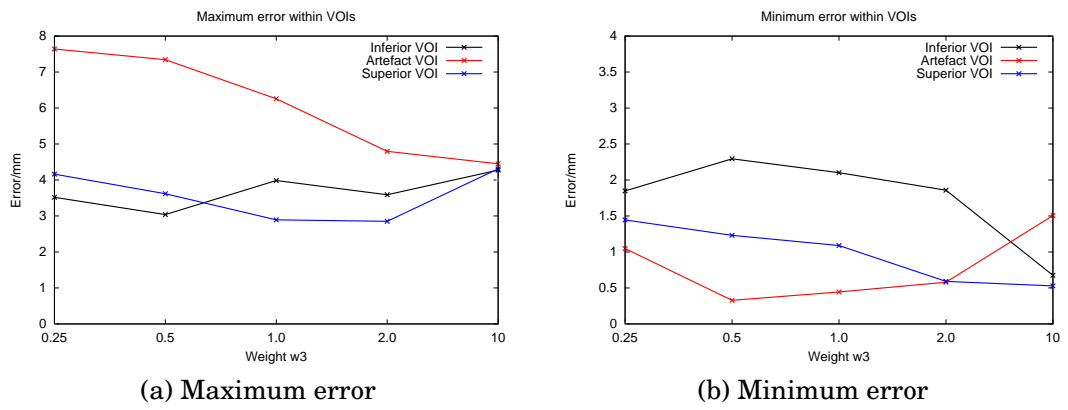 Maximum error within VOIs
8
7
6
5
4
3
2
1
0
Error/mm
Inferior VOI
Artefact VOI
Superior VOI
0.25 0.5 1.0 2.0 10
Weight w3
(a) Maximum error
Minimum error within VOIs
4
3.5
3
2.5
2
1.5
1
0.5
0
Error/mm
Inferior VOI
Artefact VOI
Superior VOI
0.25 0.5 1.0 2.0 10
Weight w3
(b) Minimum error